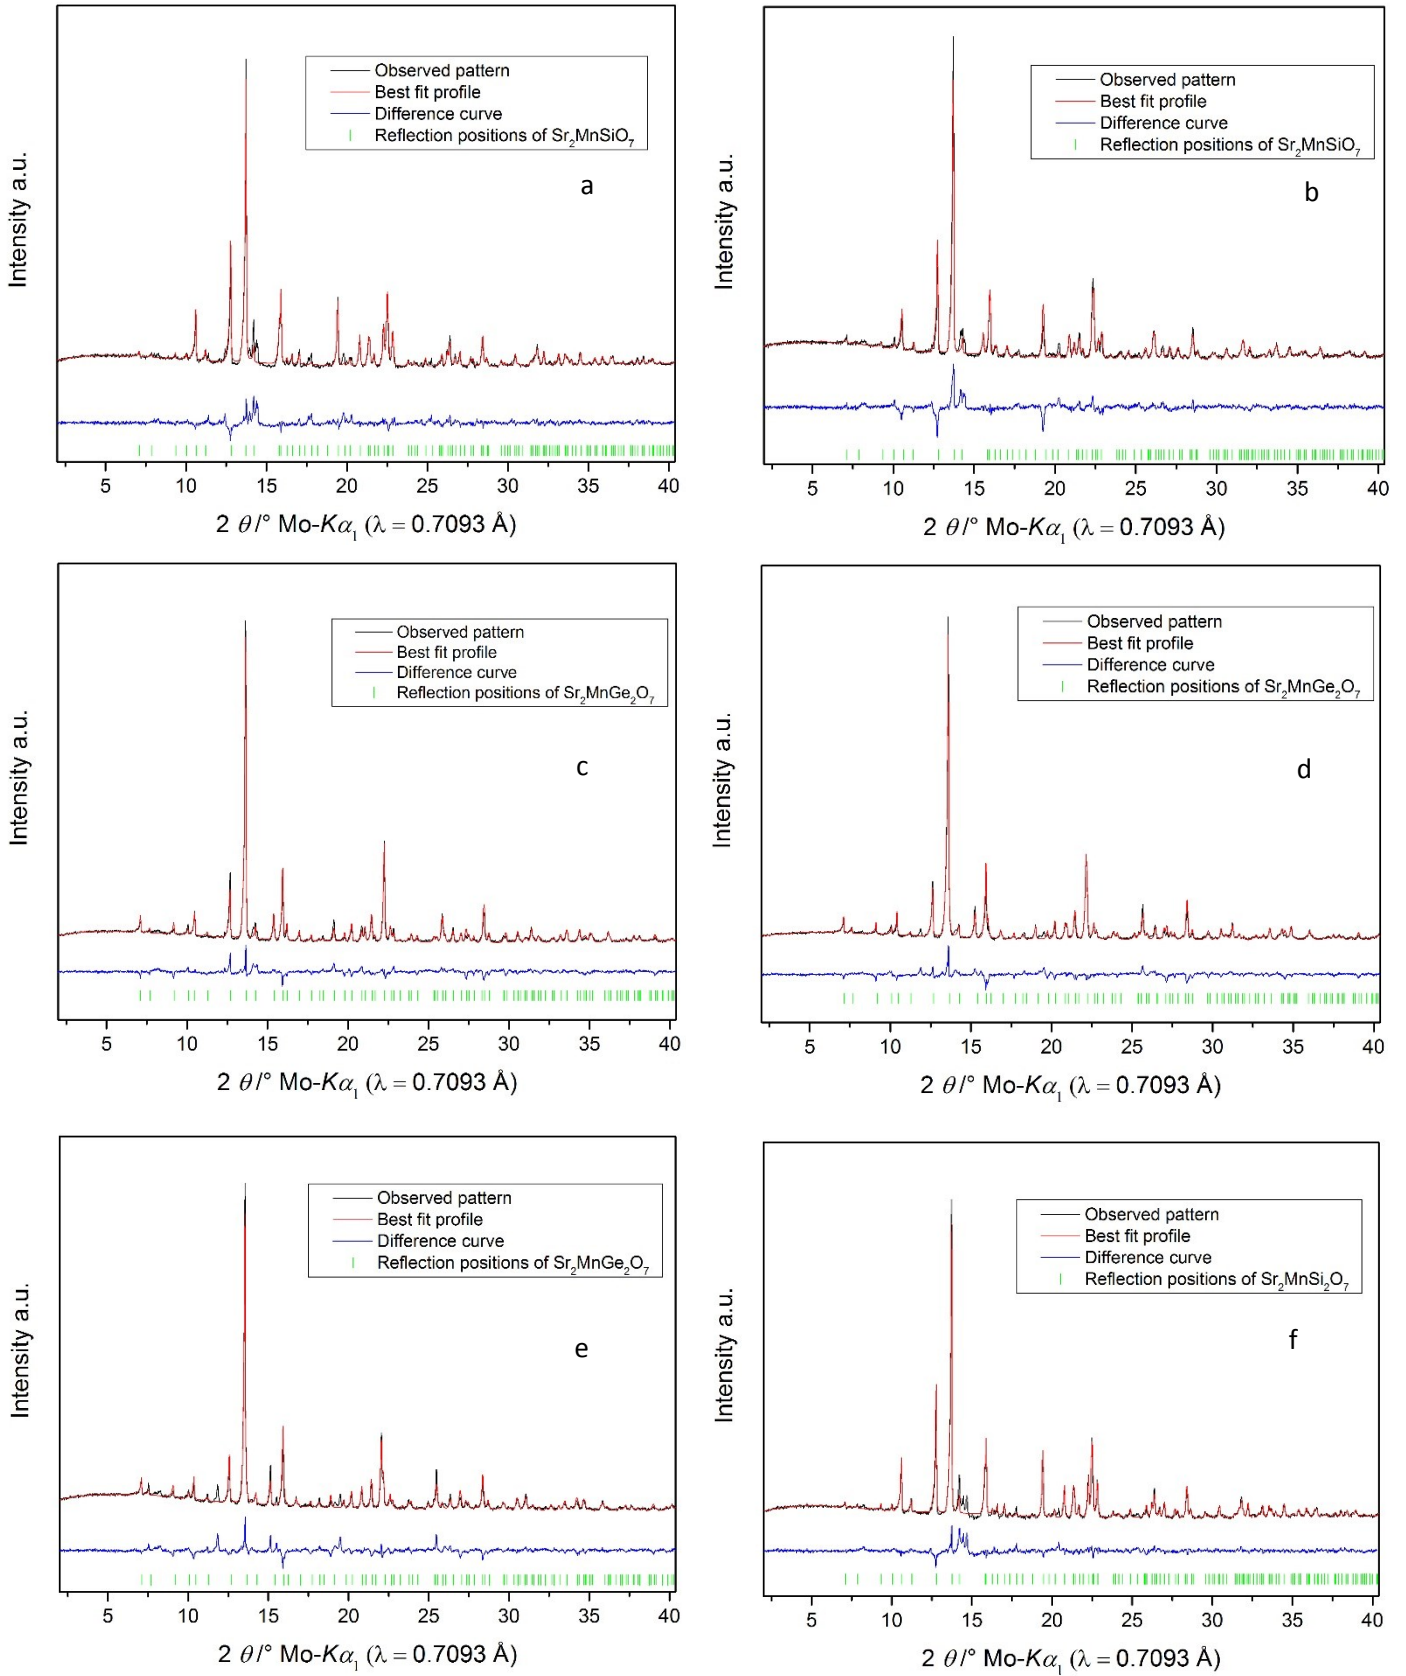 Observed pattern
Best fit profile
Difference curve
Reflection positions of Sr₂MnSiO₇
a
Intensity a.u.
5 10 15 20 25 30 35 40
2 θ/° Mo-Kα₁ (λ = 0.7093 Å)
Observed pattern
Best fit profile
Difference curve
Reflection positions of Sr₂MnSiO₇
b
Intensity a.u.
5 10 15 20 25 30 35 40
2 θ/° Mo-Kα₁ (λ = 0.7093 Å)
Observed pattern
Best fit profile
Difference curve
Reflection positions of Sr₂MnGe₂O₇
c
Intensity a.u.
5 10 15 20 25 30 35 40
2 θ/° Mo-Kα₁ (λ = 0.7093 Å)
Observed pattern
Best fit profile
Difference curve
Reflection positions of Sr₂MnGe₂O₇
d
Intensity a.u.
5 10 15 20 25 30 35 40
2 θ/° Mo-Kα₁ (λ = 0.7093 Å)
Observed pattern
Best fit profile
Difference curve
Reflection positions of Sr₂MnGe₂O₇
e
Intensity a.u.
5 10 15 20 25 30 35 40
2 θ/° Mo-Kα₁ (λ = 0.7093 Å)
Observed pattern
Best fit profile
Difference curve
Reflection positions of Sr₂MnSi₂O₇
f
Intensity a.u.
5 10 15 20 25 30 35 40
2 θ/° Mo-Kα₁ (λ = 0.7093 Å)